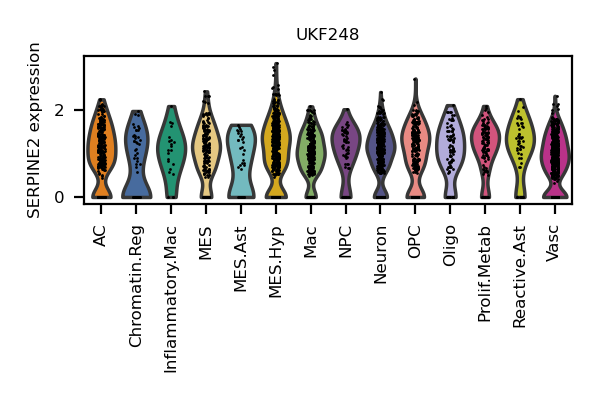 UKF248
SERPINE2 expression
2
0
AC
Chromatin.Reg
Inflammatory.Mac
MES
MES.Ast
MES.Hyp
Mac
NPC
Neuron
OPC
Oligo
Prolif.Metab
Reactive.Ast
Vasc